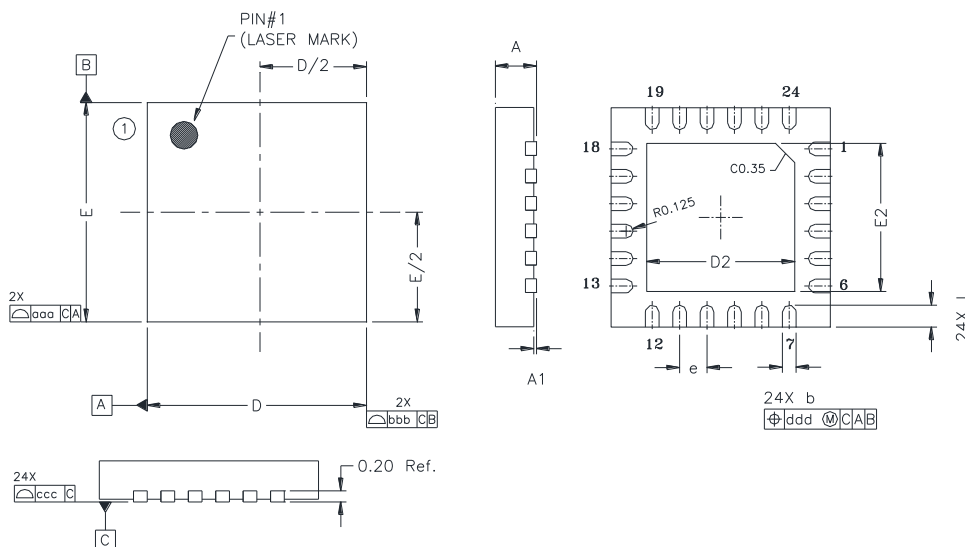 PIN#1
(LASER MARK)
B
D/2
1
E
E/2
2X
aaa C A
A
D
2X
bbb C B
24X
ccc C
0.20 Ref.
C
A
A1
19
24
18
1
C0.35
R0.125
E2
D2
13
6
12
7
e
24X
24X b
ddd M C A B